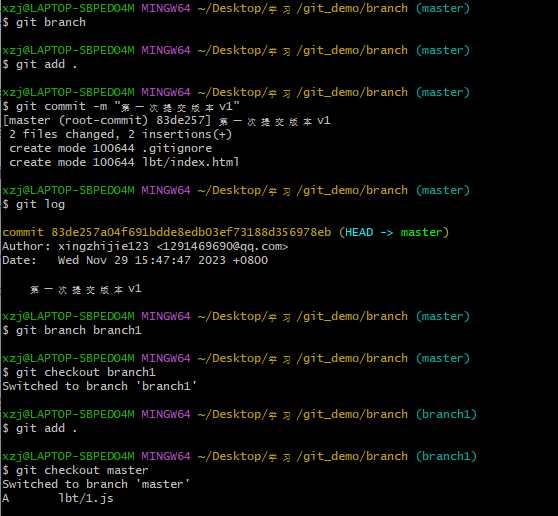 xzj@LAPTOP-SBPEDO4M MINGW64 ~/Desktop/学习/git_demo/branch (master)
$ git branch
xzj@LAPTOP-SBPEDO4M MINGW64 ~/Desktop/学习/git_demo/branch (master)
$ git add .
xzj@LAPTOP-SBPEDO4M MINGW64 ~/Desktop/学习/git_demo/branch (master)
$ git commit -m "第一次提交版本v1"
[master (root-commit) 83de257] 第一次提交版本v1
 2 files changed, 2 insertions(+)
 create mode 100644 .gitignore
 create mode 100644 lbt/index.html
xzj@LAPTOP-SBPEDO4M MINGW64 ~/Desktop/学习/git_demo/branch (master)
$ git log
commit 83de257a04f691bdde8edb03ef73188d356978eb (HEAD -> master)
Author: xingzhijie123 <1291469690@qq.com>
Date:   Wed Nov 29 15:47:47 2023 +0800
    第一次提交版本v1
xzj@LAPTOP-SBPEDO4M MINGW64 ~/Desktop/学习/git_demo/branch (master)
$ git branch branch1
xzj@LAPTOP-SBPEDO4M MINGW64 ~/Desktop/学习/git_demo/branch (master)
$ git checkout branch1
Switched to branch 'branch1'
xzj@LAPTOP-SBPEDO4M MINGW64 ~/Desktop/学习/git_demo/branch (branch1)
$ git add .
xzj@LAPTOP-SBPEDO4M MINGW64 ~/Desktop/学习/git_demo/branch (branch1)
$ git checkout master
Switched to branch 'master'
A       lbt/1.js